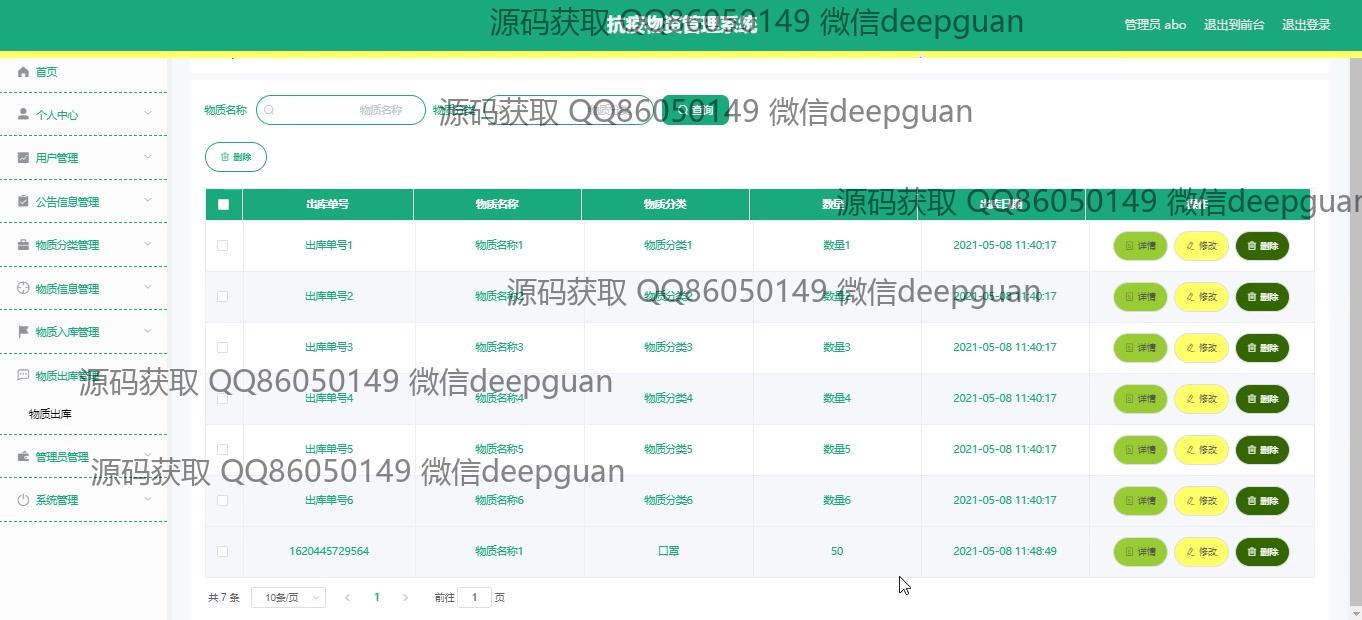 抗疫物资管理系统
源码获取 QQ86050149 微信deepguan
管理员 abo 退出到前台 退出登录
首页
个人中心
用户管理
公告信息管理
物质分类管理
物质信息管理
物质入库管理
物质出库管理
物质出库
管理员管理
系统管理
物质名称 物质名称 物质分类 物质分类 查询
源码获取 QQ86050149 微信deepguan
删除
出库单号 物质名称 物质分类 数量 出库日期 操作
源码获取 QQ86050149 微信deepguan
出库单号1 物质名称1 物质分类1 数量1 2021-05-08 11:40:17 详情 修改 删除
出库单号2 物质名称2 物质分类2 数量2 2021-05-08 11:40:17 详情 修改 删除
源码获取 QQ86050149 微信deepguan
出库单号3 物质名称3 物质分类3 数量3 2021-05-08 11:40:17 详情 修改 删除
源码获取 QQ86050149 微信deepguan
出库单号4 物质名称4 物质分类4 数量4 2021-05-08 11:40:17 详情 修改 删除
出库单号5 物质名称5 物质分类5 数量5 2021-05-08 11:40:17 详情 修改 删除
源码获取 QQ86050149 微信deepguan
出库单号6 物质名称6 物质分类6 数量6 2021-05-08 11:40:17 详情 修改 删除
1620445729564 物质名称1 口罩 50 2021-05-08 11:48:49 详情 修改 删除
共 7 条 10条/页 1 前往 1 页